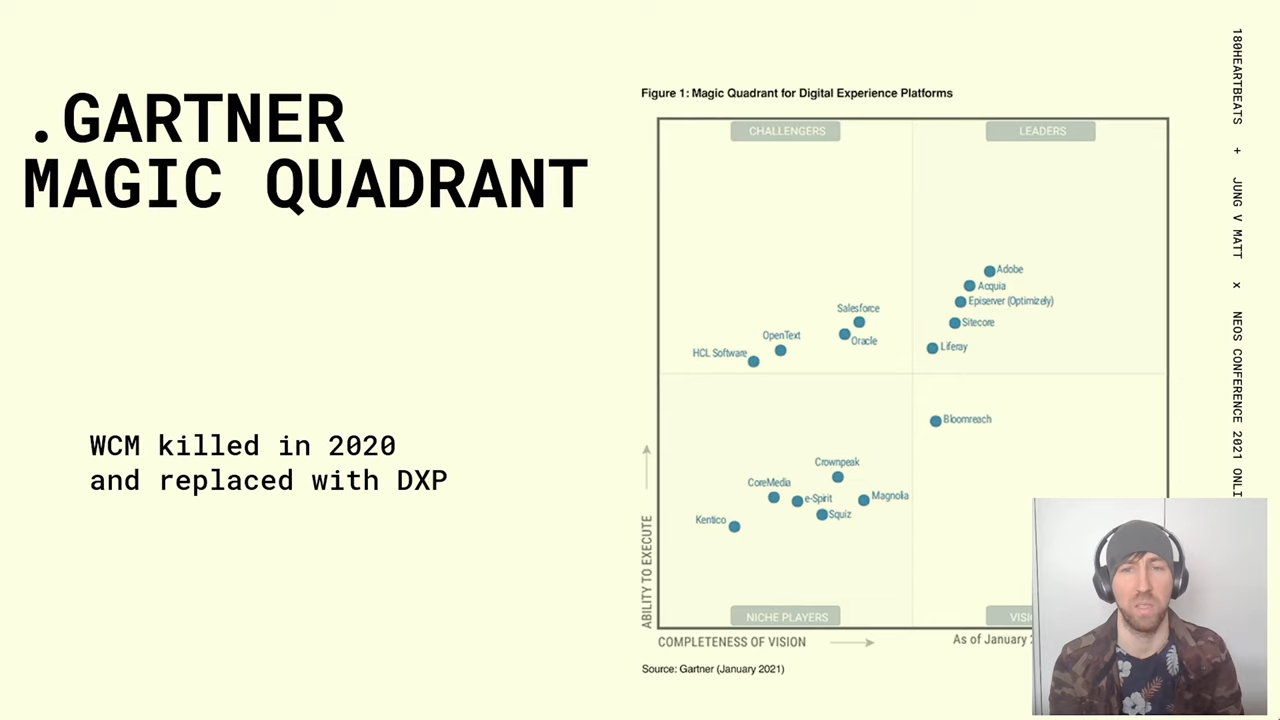 .GARTNER
MAGIC QUADRANT
WCM killed in 2020
and replaced with DXP
Figure 1: Magic Quadrant for Digital Experience Platforms
CHALLENGERS
LEADERS
Adobe
Acquia
Episerver (Optimizely)
Salesforce
Sitecore
OpenText
Oracle
Liferay
HCL Software
Bloomreach
Crownpeak
CoreMedia
e-Spirit
Magnolia
Squiz
Kentico
ABILITY TO EXECUTE
NICHE PLAYERS
COMPLETENESS OF VISION
As of January
Source: Gartner (January 2021)
180HEARTBEATS + JUNG V MATT x NEOS CONFERENCE 2021